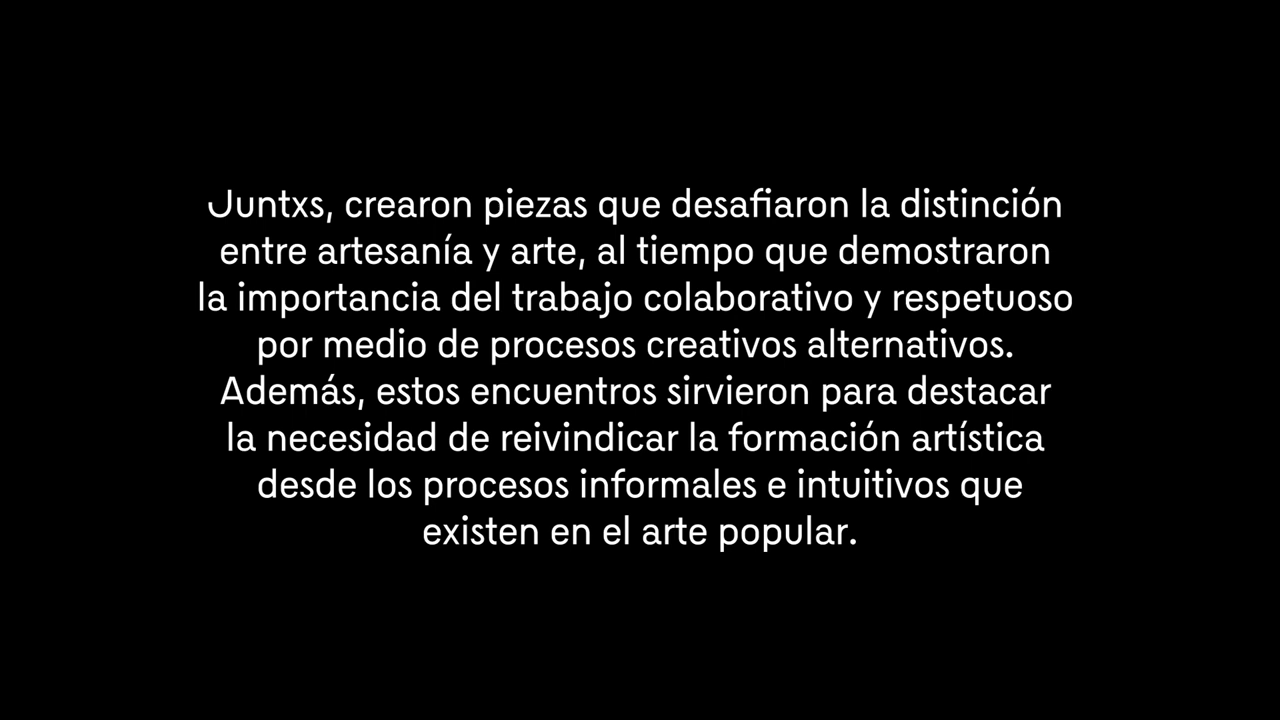 Juntxs, crearon piezas que desafiaron la distinción
entre artesanía y arte, al tiempo que demostraron
la importancia del trabajo colaborativo y respetuoso
por medio de procesos creativos alternativos.
Además, estos encuentros sirvieron para destacar
la necesidad de reivindicar la formación artística
desde los procesos informales e intuitivos que
existen en el arte popular.